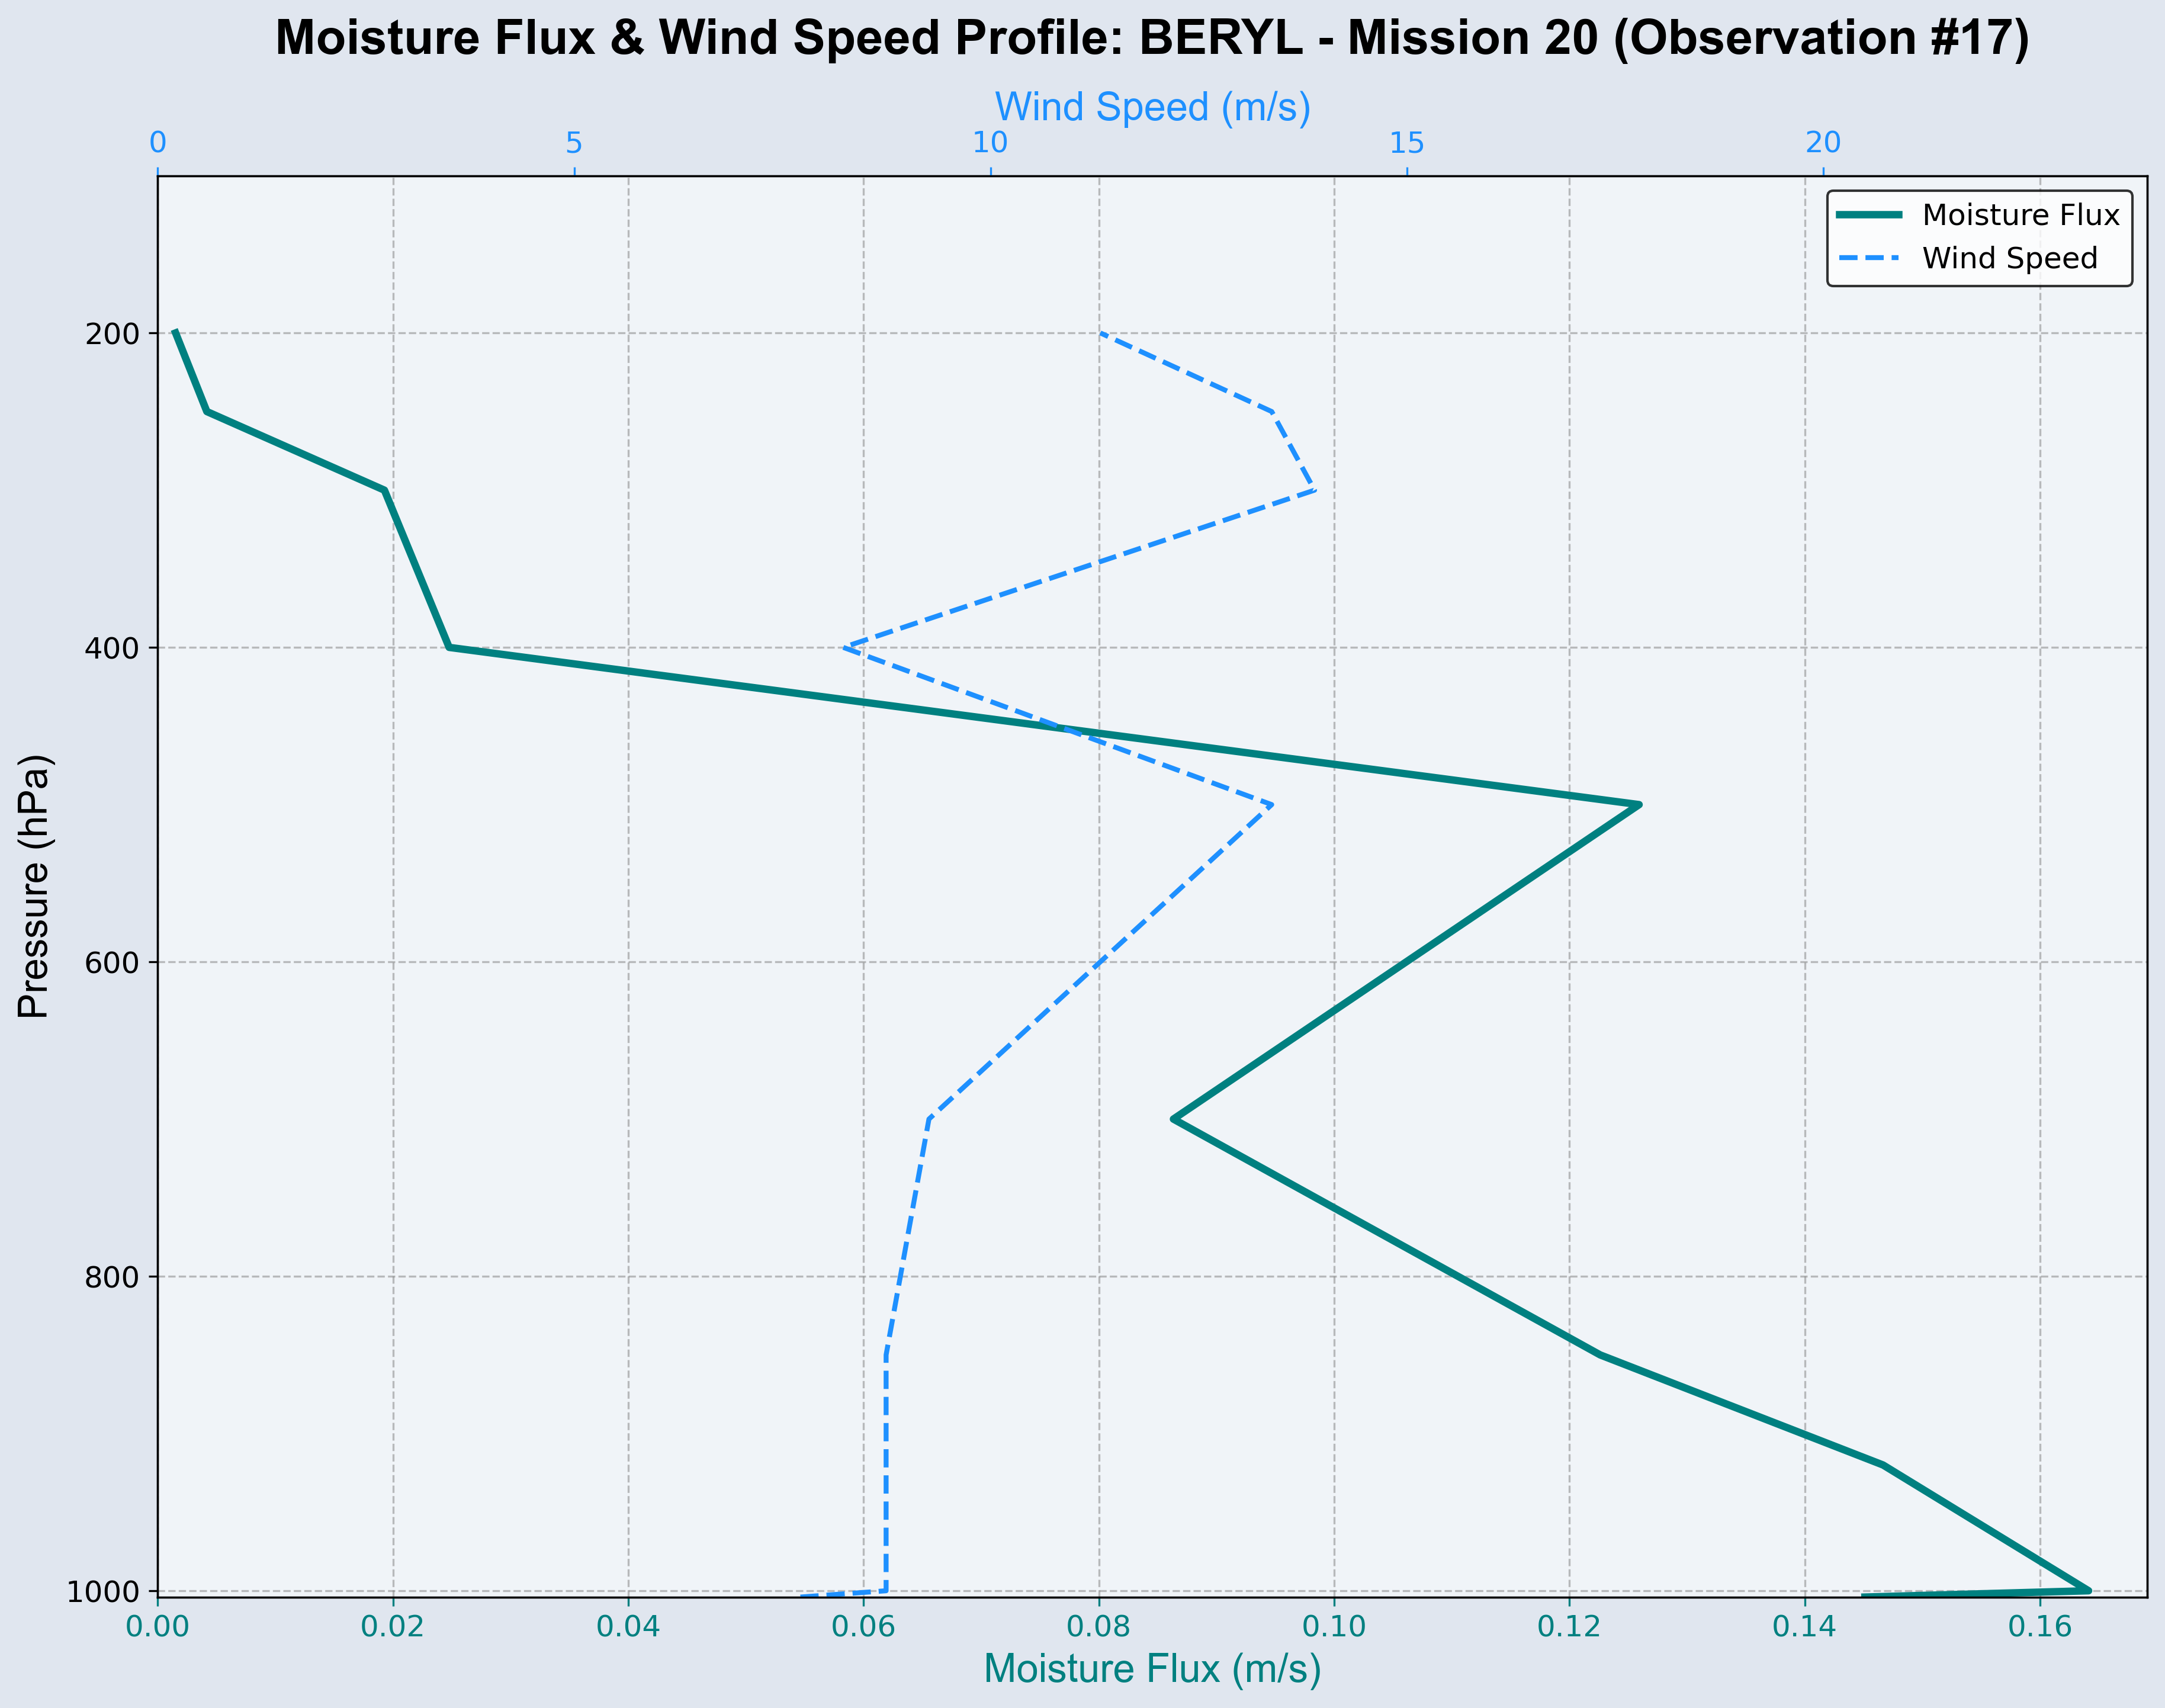 Moisture Flux & Wind Speed Profile: BERYL - Mission 20 (Observation #17)
Wind Speed (m/s)
0 5 10 15 20
Moisture Flux
Wind Speed
200
400
600
800
1000
Pressure (hPa)
0.00 0.02 0.04 0.06 0.08 0.10 0.12 0.14 0.16
Moisture Flux (m/s)